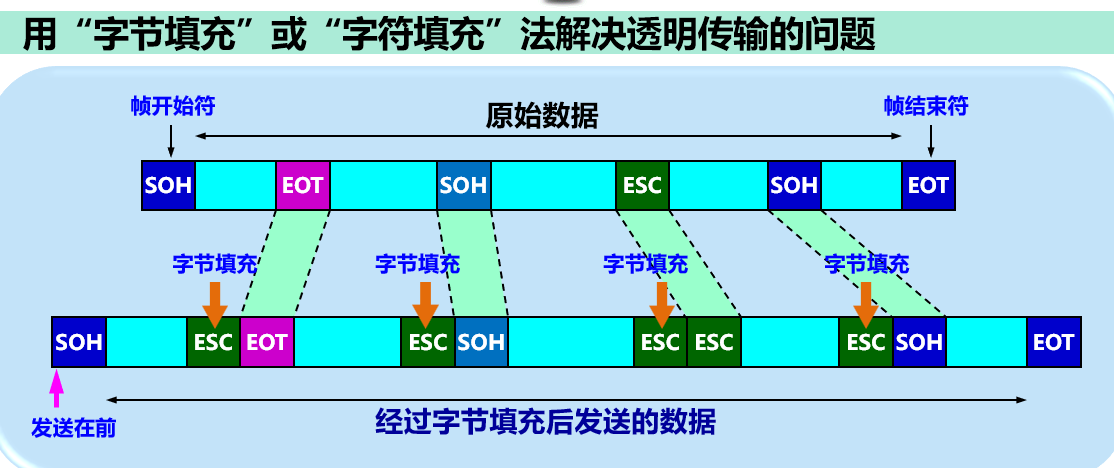 用“字节填充”或“字符填充”法解决透明传输的问题
帧开始符
原始数据
帧结束符
SOH EOT SOH ESC SOH EOT
字节填充 字节填充 字节填充 字节填充
SOH ESC EOT ESC SOH ESC ESC ESC SOH EOT
发送在前
经过字节填充后发送的数据